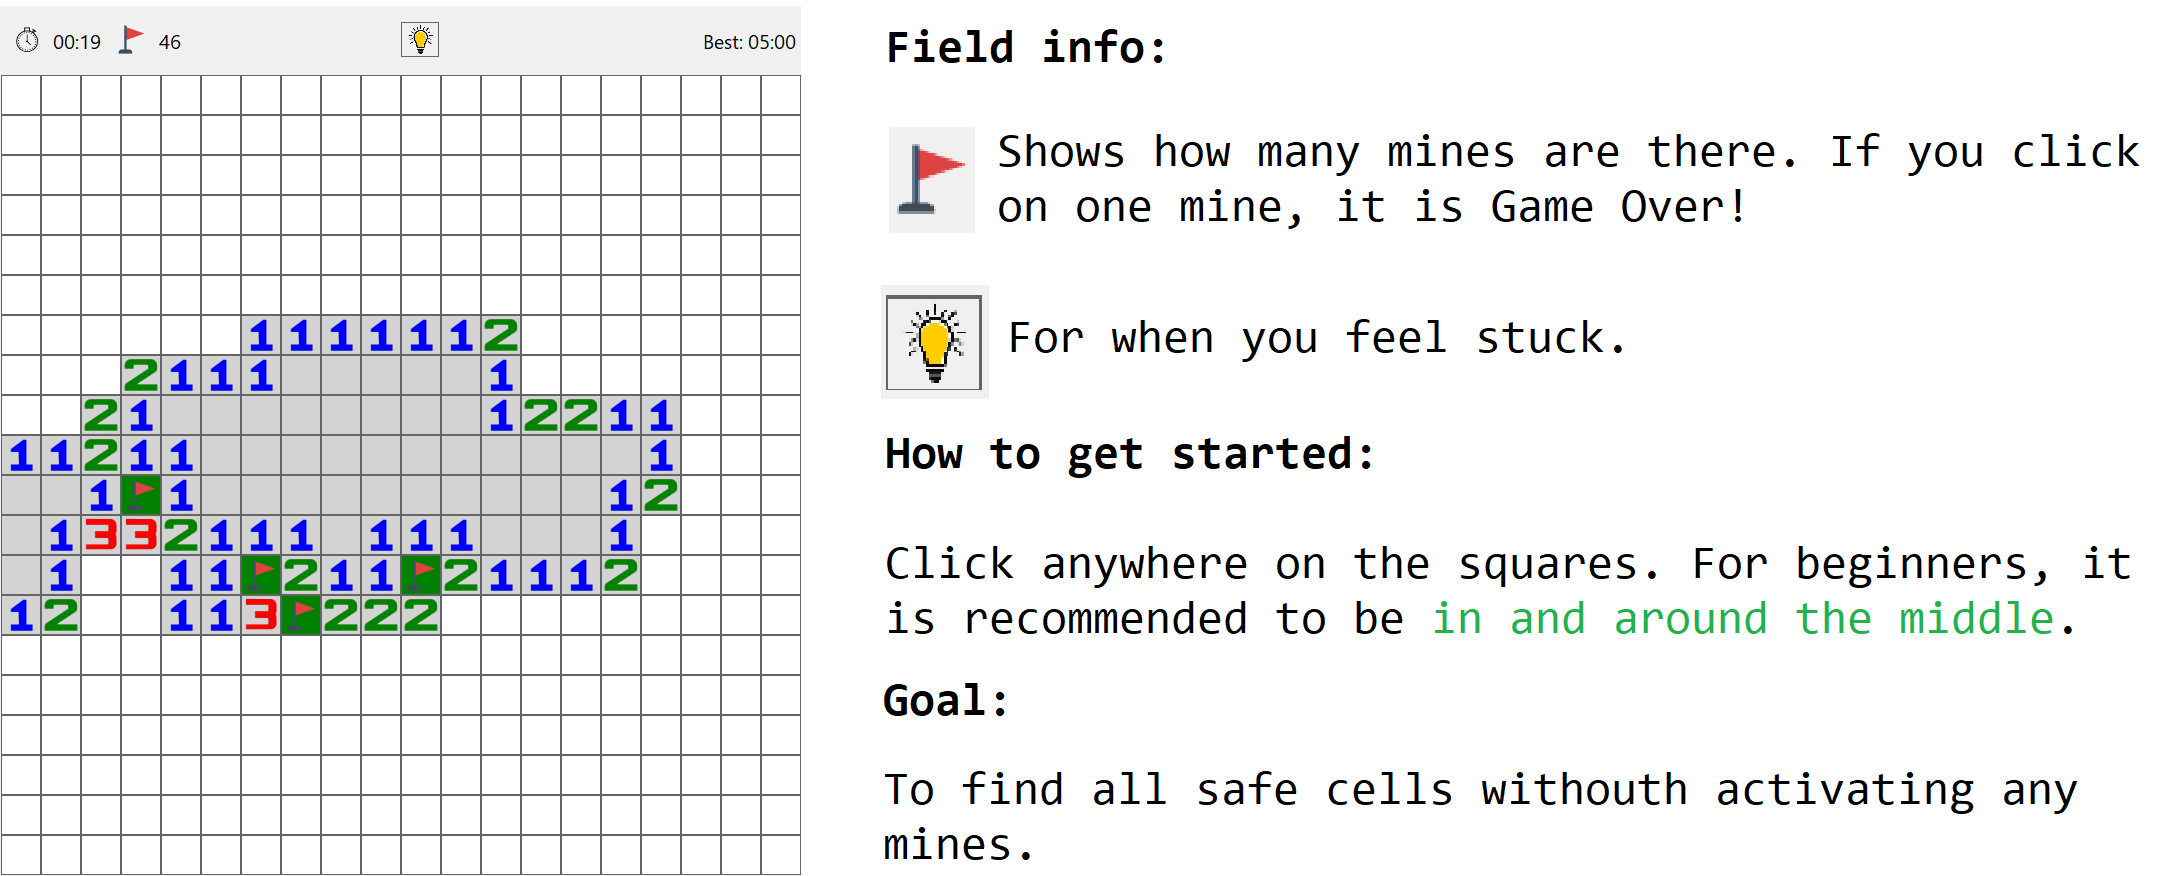 00:19 46 Best: 05:00
1 1 1 1 1 1 2
2 1 1 1 1
2 1 1 2 2 1 1
1 1 2 1 1 1
1 1 1 2
1 3 3 2 1 1 1 1 1 1 1
1 1 1 2 1 1 2 1 1 1 2
1 2 1 1 3 2 2 2
Field info:
Shows how many mines are there. If you click
on one mine, it is Game Over!
For when you feel stuck.
How to get started:
Click anywhere on the squares. For beginners, it
is recommended to be in and around the middle.
Goal:
To find all safe cells withouth activating any
mines.